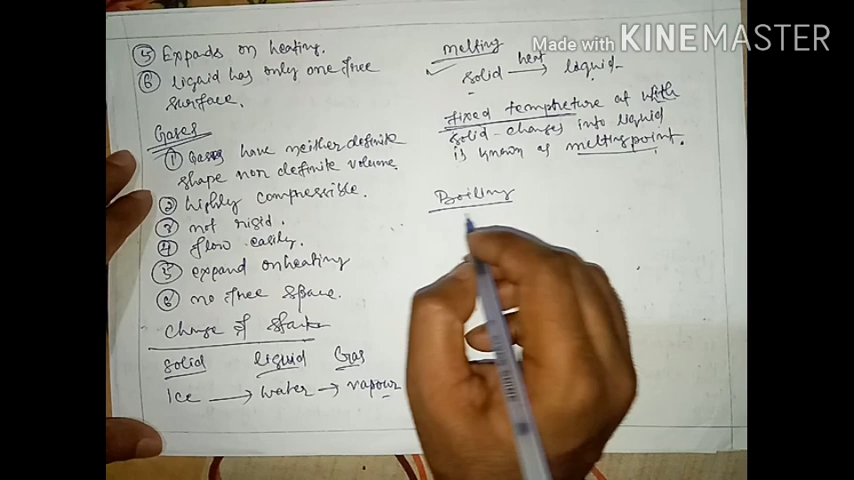 ⑤ Expands on heating.
⑥ liquid has only one free
surface.
Gases
① Gases have neither definite
shape nor definite volume.
② highly compressible.
③ not rigid.
④ flow easily.
⑤ expand on heating
⑥ no free space.
Change of state
Solid liquid Gas
Ice → water → vapour
Made with KINEMASTER
melting
heat
solid → liquid
fixed tempreture at with
solid changes into liquid
is known as melting point.
Boiling